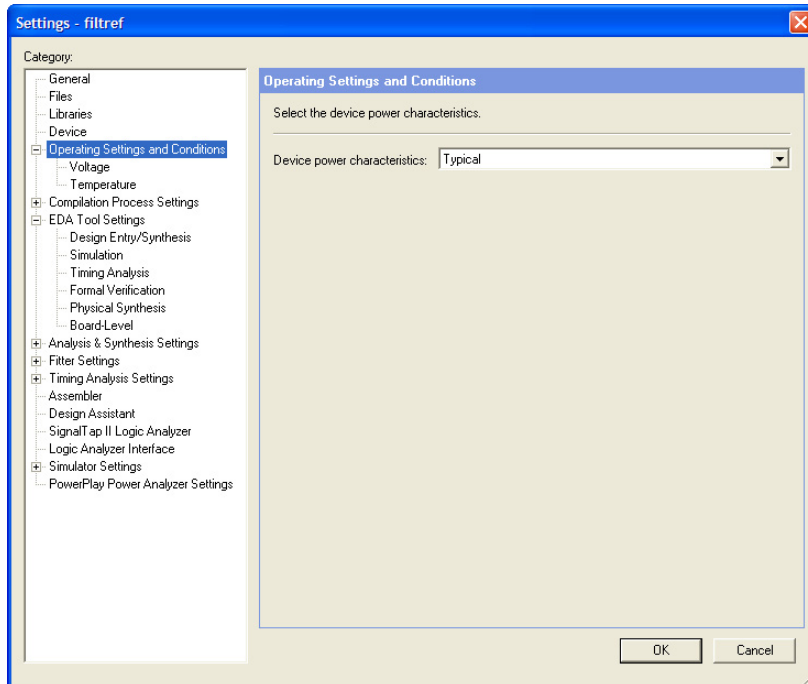 Settings - filtref
Category:
General
Files
Libraries
Device
Operating Settings and Conditions
Voltage
Temperature
Compilation Process Settings
EDA Tool Settings
Design Entry/Synthesis
Simulation
Timing Analysis
Formal Verification
Physical Synthesis
Board-Level
Analysis & Synthesis Settings
Fitter Settings
Timing Analysis Settings
Assembler
Design Assistant
SignalTap II Logic Analyzer
Logic Analyzer Interface
Simulator Settings
PowerPlay Power Analyzer Settings
Operating Settings and Conditions
Select the device power characteristics.
Device power characteristics: Typical
OK Cancel